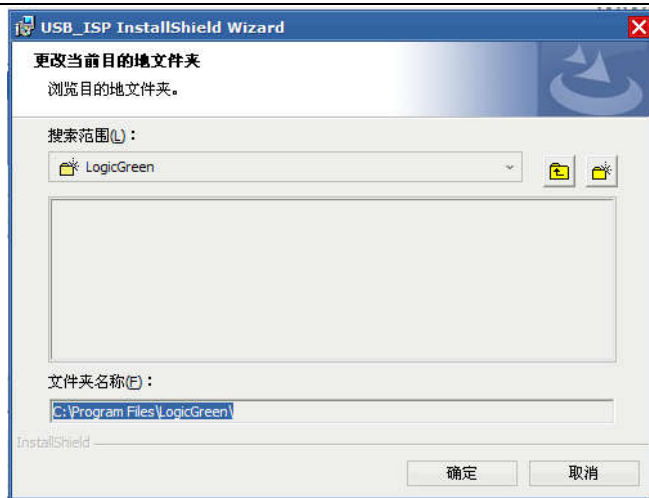 USB_ISP InstallShield Wizard
更改当前目的地文件夹
浏览目的地文件夹。
搜索范围(L):
LogicGreen
文件夹名称(F):
C:\Program Files\LogicGreen\
InstallShield
确定
取消